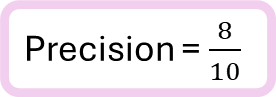 Precision = 8/10